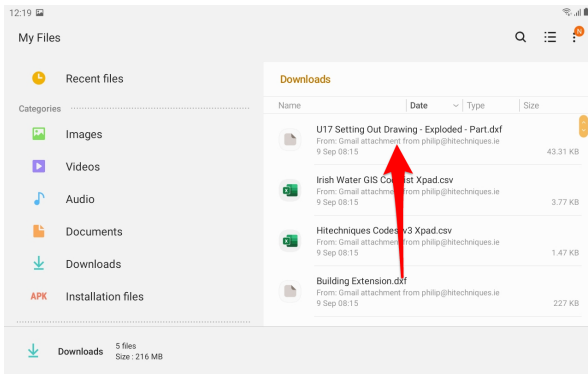 12:19
My Files
N
Recent files
Categories
Images
Videos
Audio
Documents
Downloads
APK Installation files
Downloads
5 files
Size : 216 MB
Downloads
Name Date Type Size
U17 Setting Out Drawing - Exploded - Part.dxf
From: Gmail attachment from philip@hitechniques.ie
9 Sep 08:15 43.31 KB
Irish Water GIS st Xpad.csv
From: Gmail attachment from philip@hitechniques.ie
9 Sep 08:15 3.77 KB
Hitechniques Codes v3 Xpad.csv
From: Gmail attachment from philip@hitechniques.ie
9 Sep 08:15 1.47 KB
Building Extension.dxf
From: Gmail attachment from philip@hitechniques.ie
9 Sep 08:15 227 KB